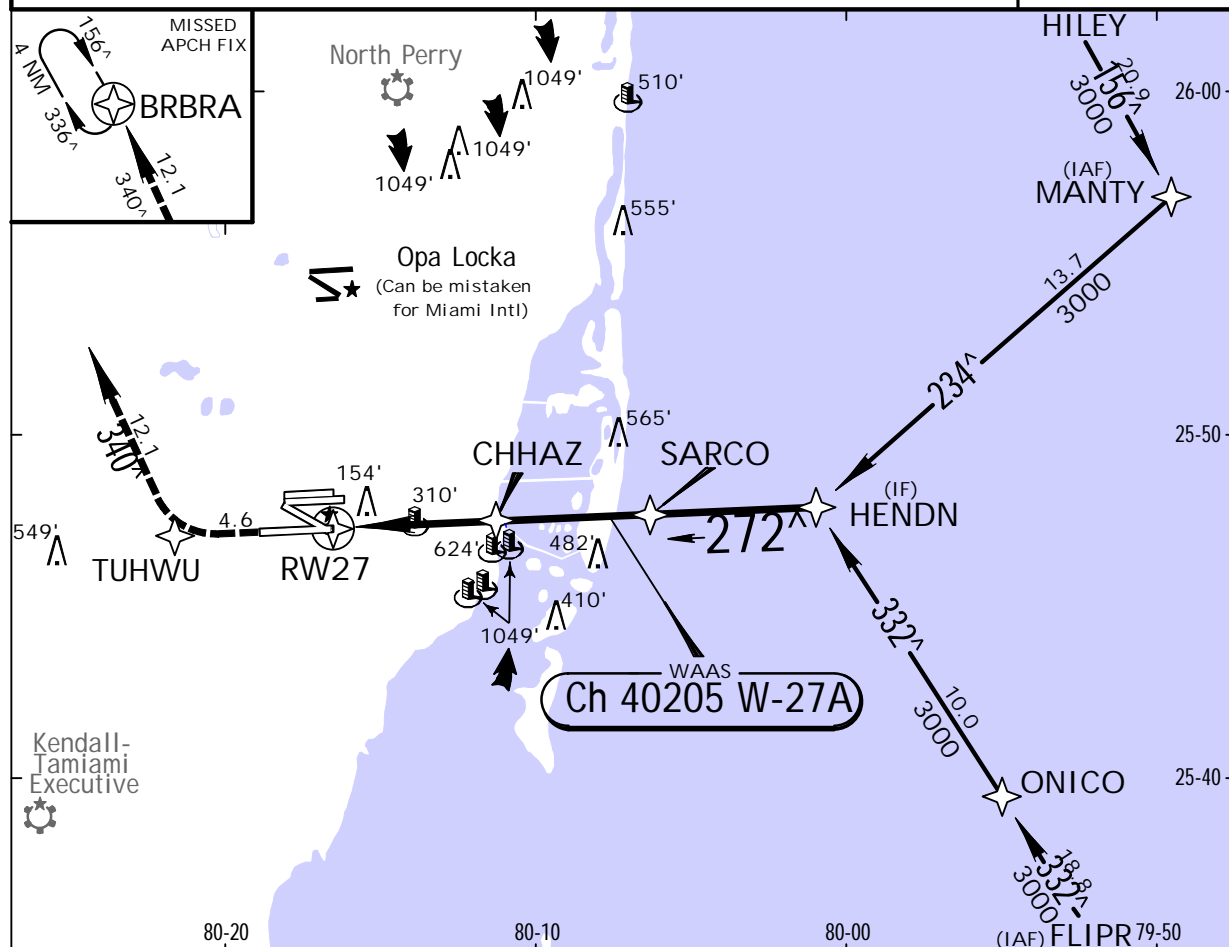 MISSED
APCH FIX
156^
4 NM
336^
BRBRA
12.1
340^
North Perry
1049'
510'
1049'
1049'
555'
HILEY
20.9
156^
3000
26-00
(IAF)
MANTY
Opa Locka
(Can be mistaken
for Miami Intl)
13.7
3000
234^
12.1
340^
565'
25-50
CHHAZ
SARCO
154'
310'
(IF)
HENDN
4.6
549'
TUHWU
RW27
624'
482'
272^
410'
1049'
332^
WAAS
Ch 40205 W-27A
10.0
3000
Kendall-
Tamiami
Executive
25-40
ONICO
18.8
332^
3000
80-20
80-10
80-00
(IAF) FLIPR
79-50